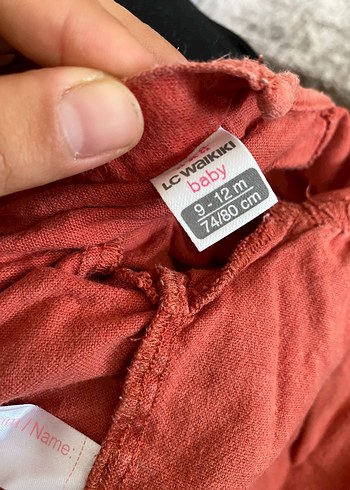 LC WAIKIKI
baby
9 - 12 m
74/80 cm
/ Name: